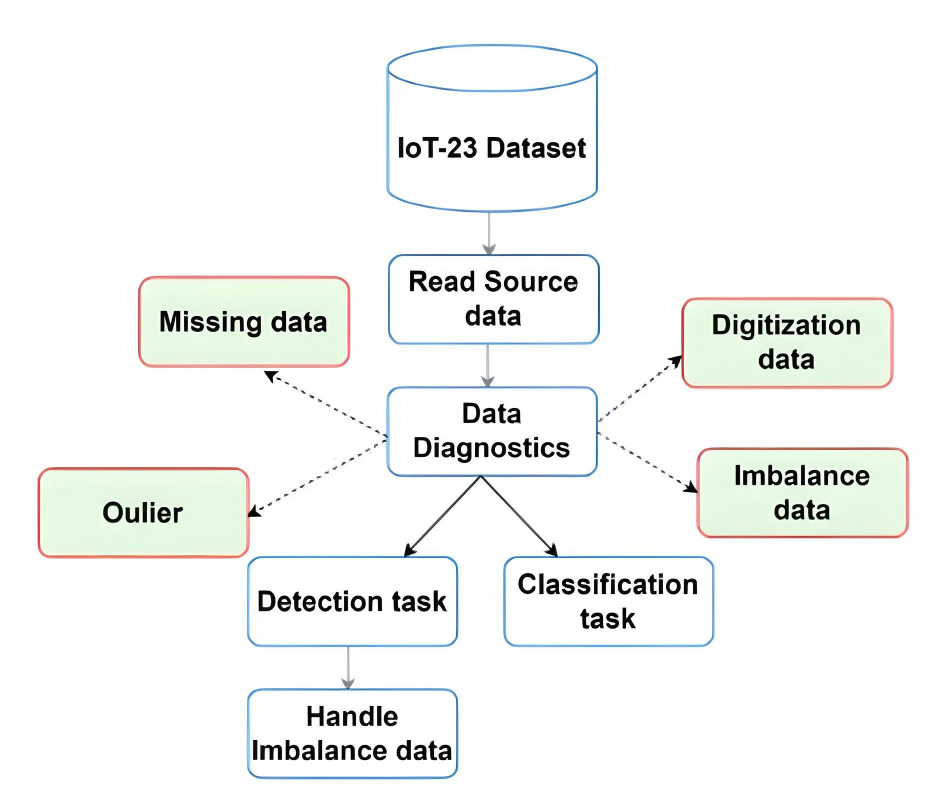 IoT-23 Dataset
Read Source
data
Missing data
Digitization
data
Data
Diagnostics
Oulier
Imbalance
data
Detection task
Classification
task
Handle
Imbalance data